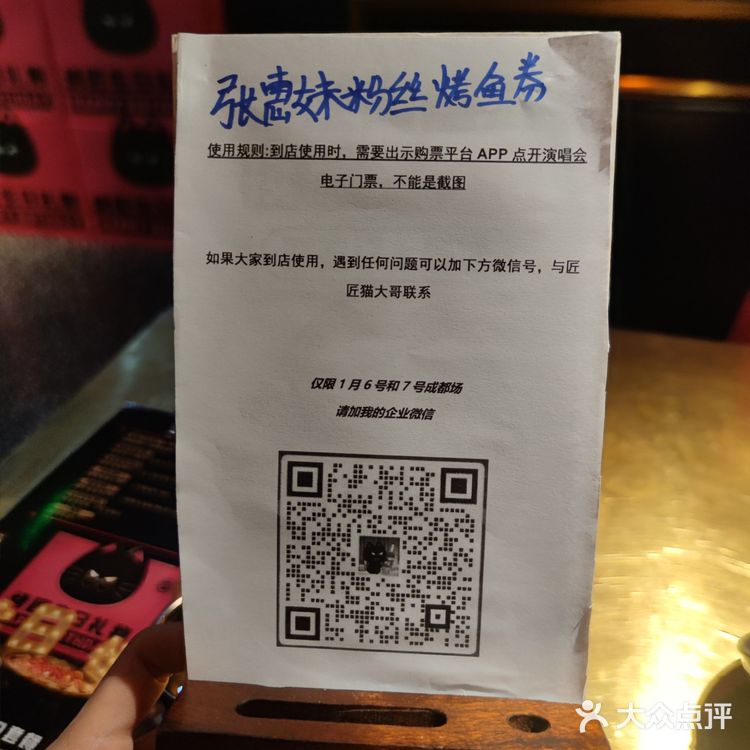 张惠妹粉丝烤鱼券
使用规则:到店使用时，需要出示购票平台 APP 点开演唱会
电子门票，不能是截图
如果大家到店使用，遇到任何问题可以加下方微信号，与匠
匠猫大哥联系
仅限 1 月 6 号和 7 号成都场
请加我的企业微信
大众点评